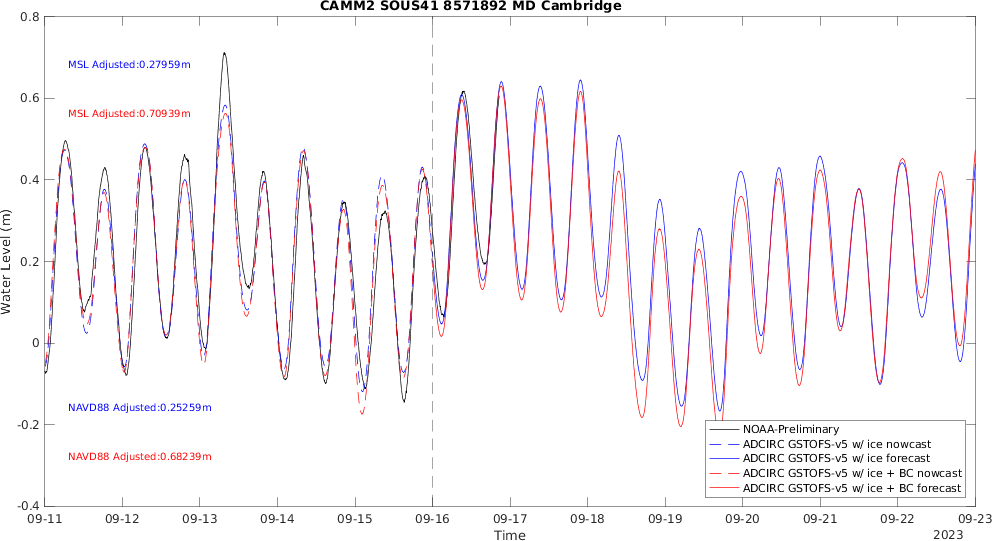 CAMM2 SOUS41 8571892 MD Cambridge
0.8
0.6
0.4
0.2
0
-0.2
-0.4
Water Level (m)
MSL Adjusted:0.27959m
MSL Adjusted:0.70939m
NAVD88 Adjusted:0.25259m
NAVD88 Adjusted:0.68239m
NOAA-Preliminary
ADCIRC GSTOFS-v5 w/ ice nowcast
ADCIRC GSTOFS-v5 w/ ice forecast
ADCIRC GSTOFS-v5 w/ ice + BC nowcast
ADCIRC GSTOFS-v5 w/ ice + BC forecast
09-11 09-12 09-13 09-14 09-15 09-16 09-17 09-18 09-19 09-20 09-21 09-22 09-23
Time
2023